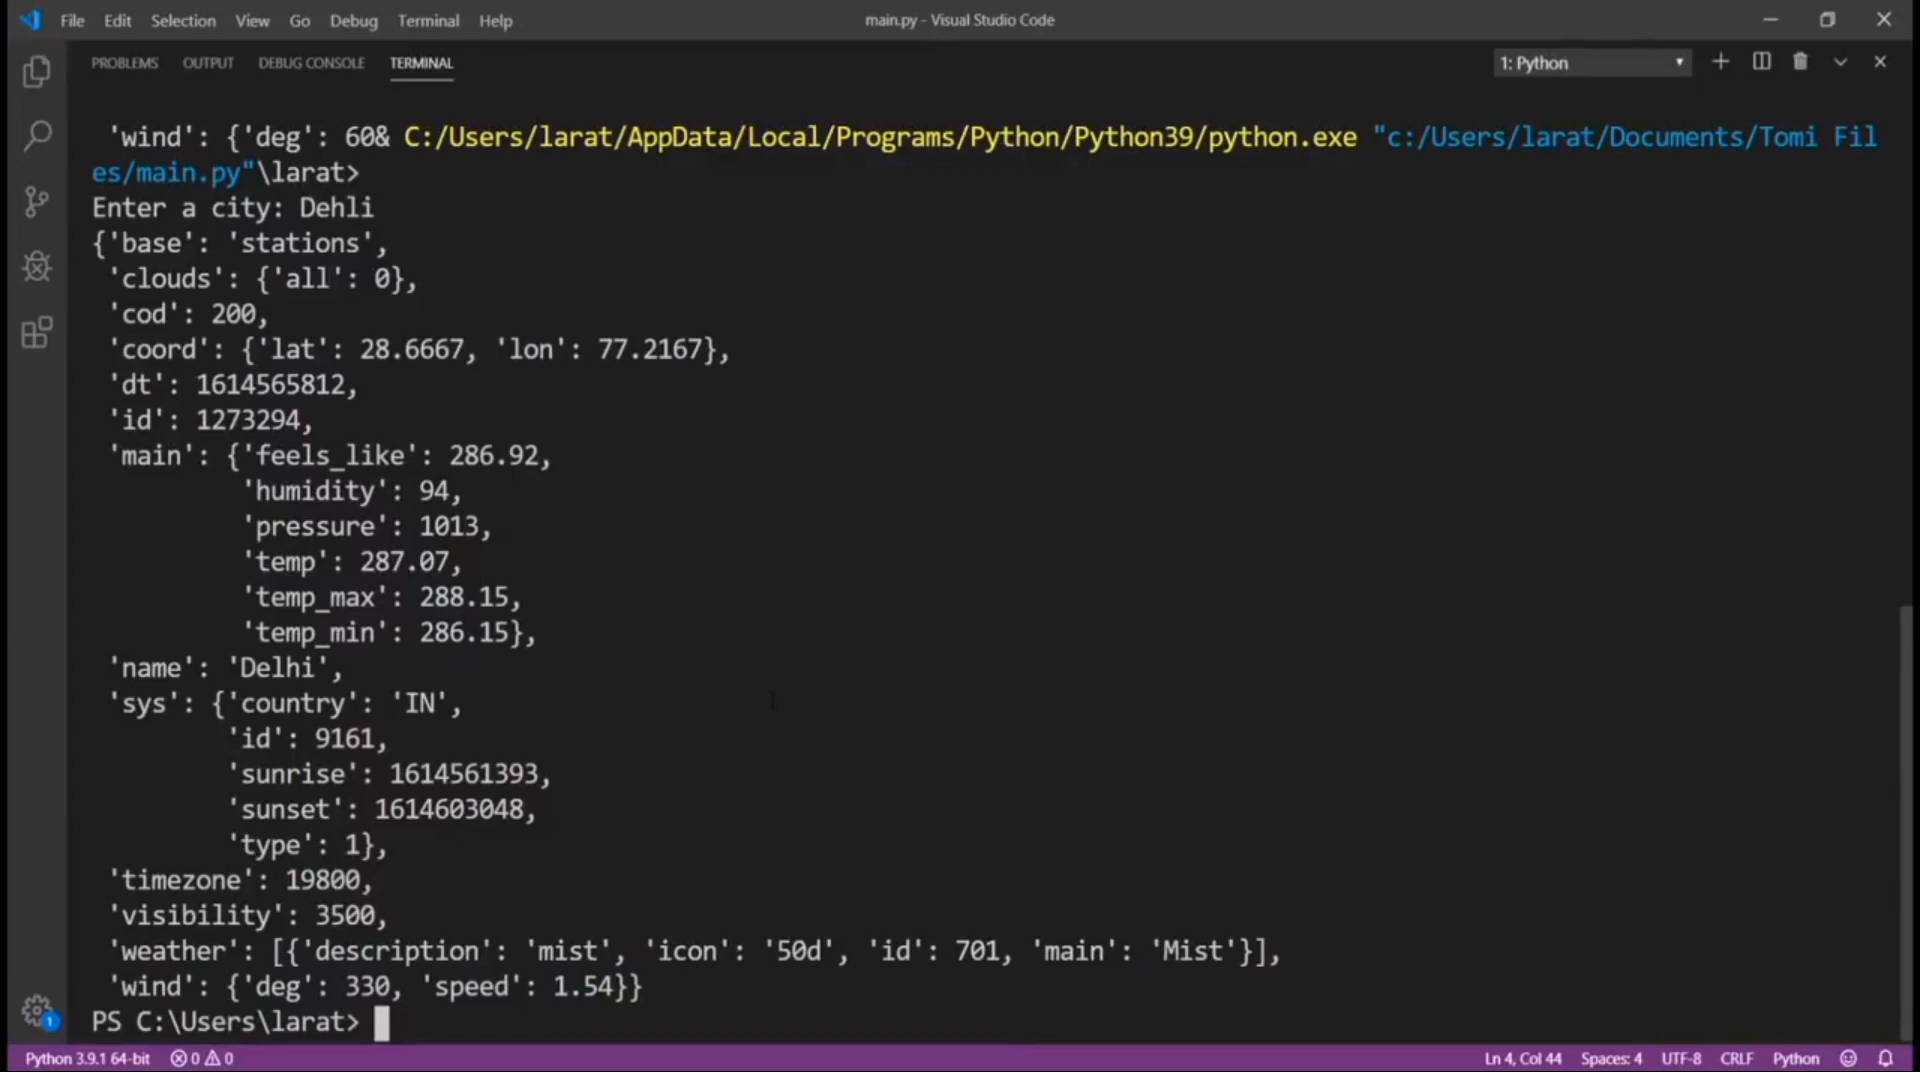 File Edit Selection View Go Debug Terminal Help main.py - Visual Studio Code
PROBLEMS OUTPUT DEBUG CONSOLE TERMINAL 1: Python
 'wind': {'deg': 60& C:/Users/larat/AppData/Local/Programs/Python/Python39/python.exe "c:/Users/larat/Documents/Tomi Fil
es/main.py"\larat>
Enter a city: Dehli
{'base': 'stations',
 'clouds': {'all': 0},
 'cod': 200,
 'coord': {'lat': 28.6667, 'lon': 77.2167},
 'dt': 1614565812,
 'id': 1273294,
 'main': {'feels_like': 286.92,
          'humidity': 94,
          'pressure': 1013,
          'temp': 287.07,
          'temp_max': 288.15,
          'temp_min': 286.15},
 'name': 'Delhi',
 'sys': {'country': 'IN',
         'id': 9161,
         'sunrise': 1614561393,
         'sunset': 1614603048,
         'type': 1},
 'timezone': 19800,
 'visibility': 3500,
 'weather': [{'description': 'mist', 'icon': '50d', 'id': 701, 'main': 'Mist'}],
 'wind': {'deg': 330, 'speed': 1.54}}
PS C:\Users\larat>
1
Python 3.9.1 64-bit 0 0 Ln 4, Col 44 Spaces: 4 UTF-8 CRLF Python